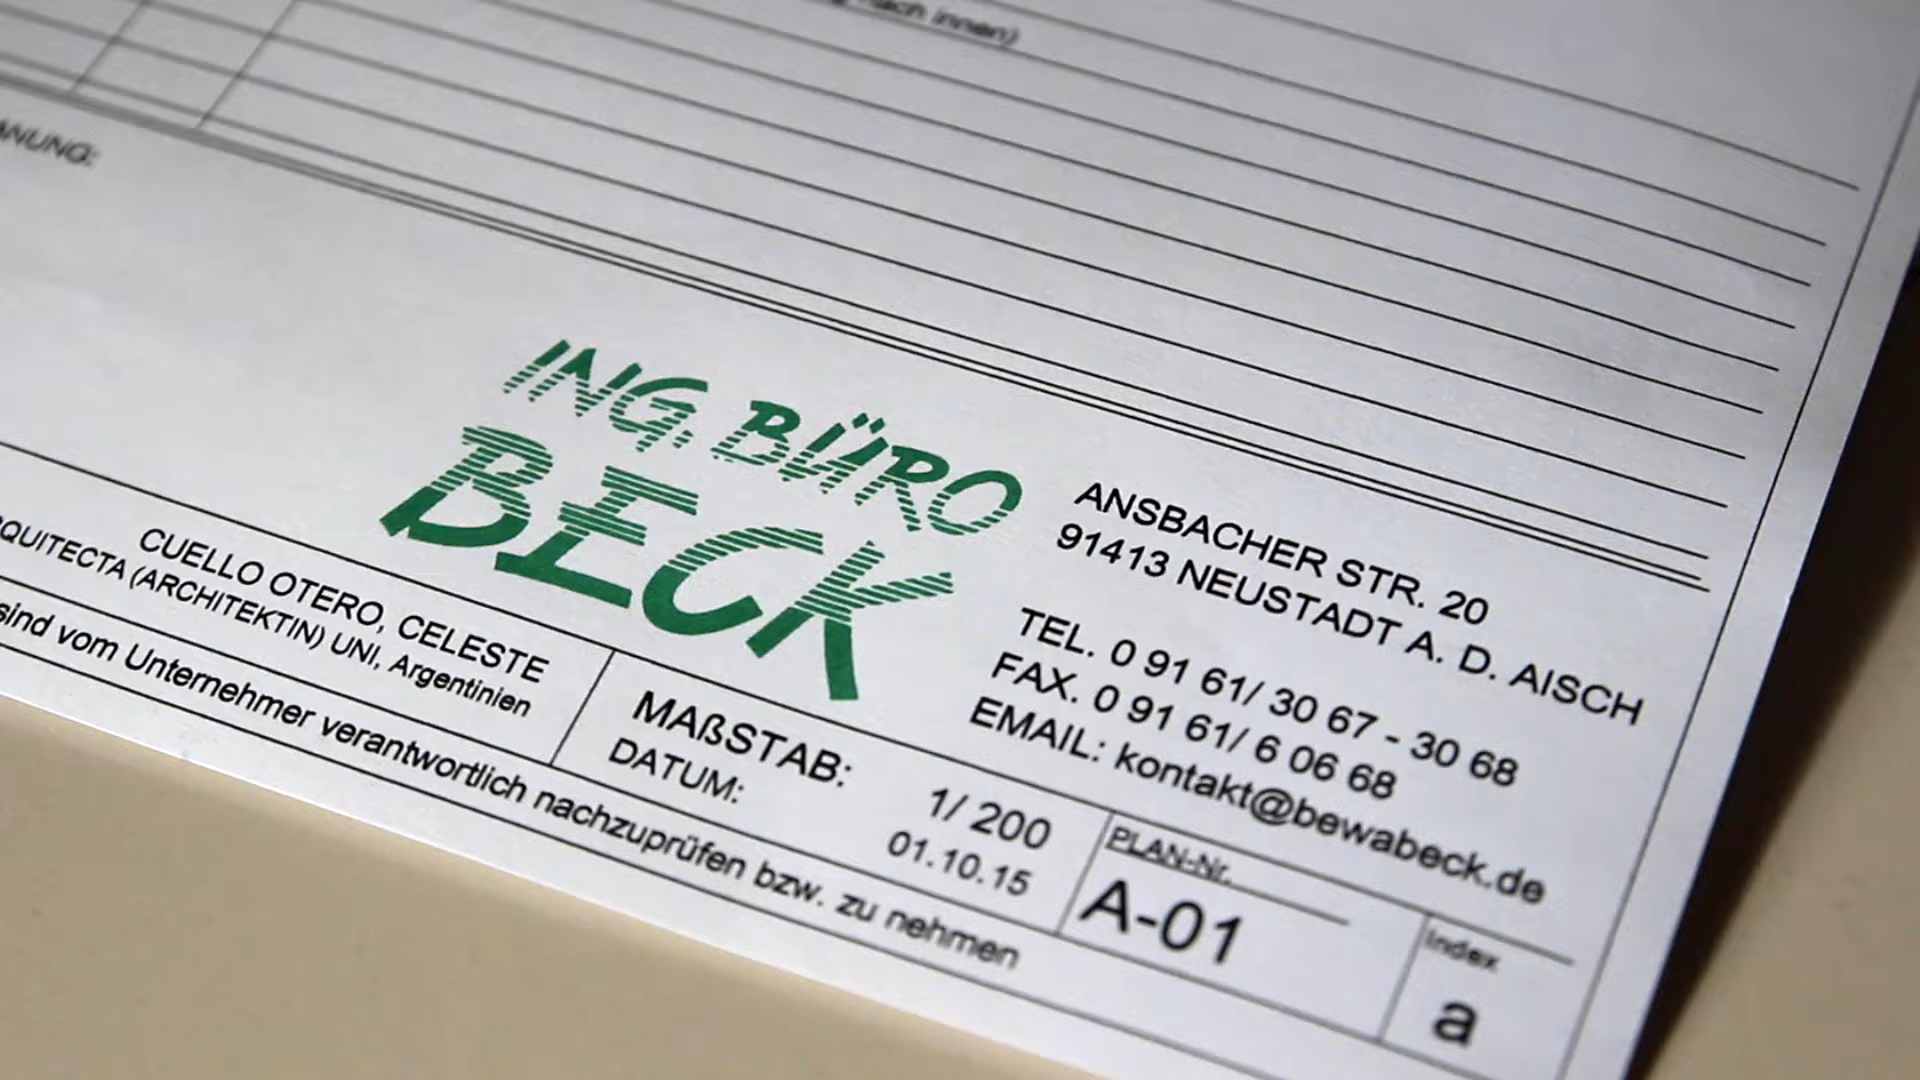 nach innen)
ANUNG:
ING. BÜRO
BECK
ANSBACHER STR. 20
91413 NEUSTADT A. D. AISCH
TEL. 0 91 61/ 30 67 - 30 68
FAX. 0 91 61/ 6 06 68
EMAIL: kontakt@bewabeck.de
CUELLO OTERO, CELESTE
RQUITECTA (ARCHITEKTIN) UNI, Argentinien
MAßSTAB: 1/ 200
DATUM: 01.10.15
PLAN-Nr.
A-01
Index
a
sind vom Unternehmer verantwortlich nachzuprüfen bzw. zu nehmen